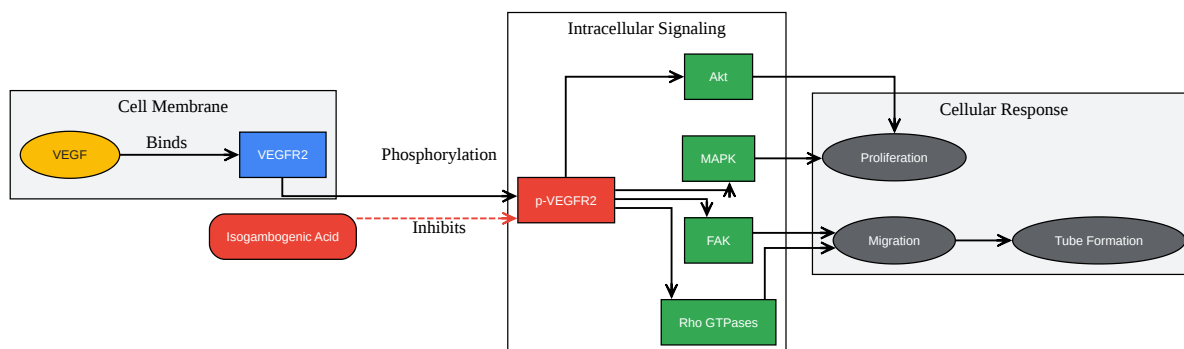 Cell Membrane
VEGF
Binds
VEGFR2
Phosphorylation
Isogambogenic Acid
Inhibits
Intracellular Signaling
p-VEGFR2
Akt
MAPK
FAK
Rho GTPases
Cellular Response
Proliferation
Migration
Tube Formation